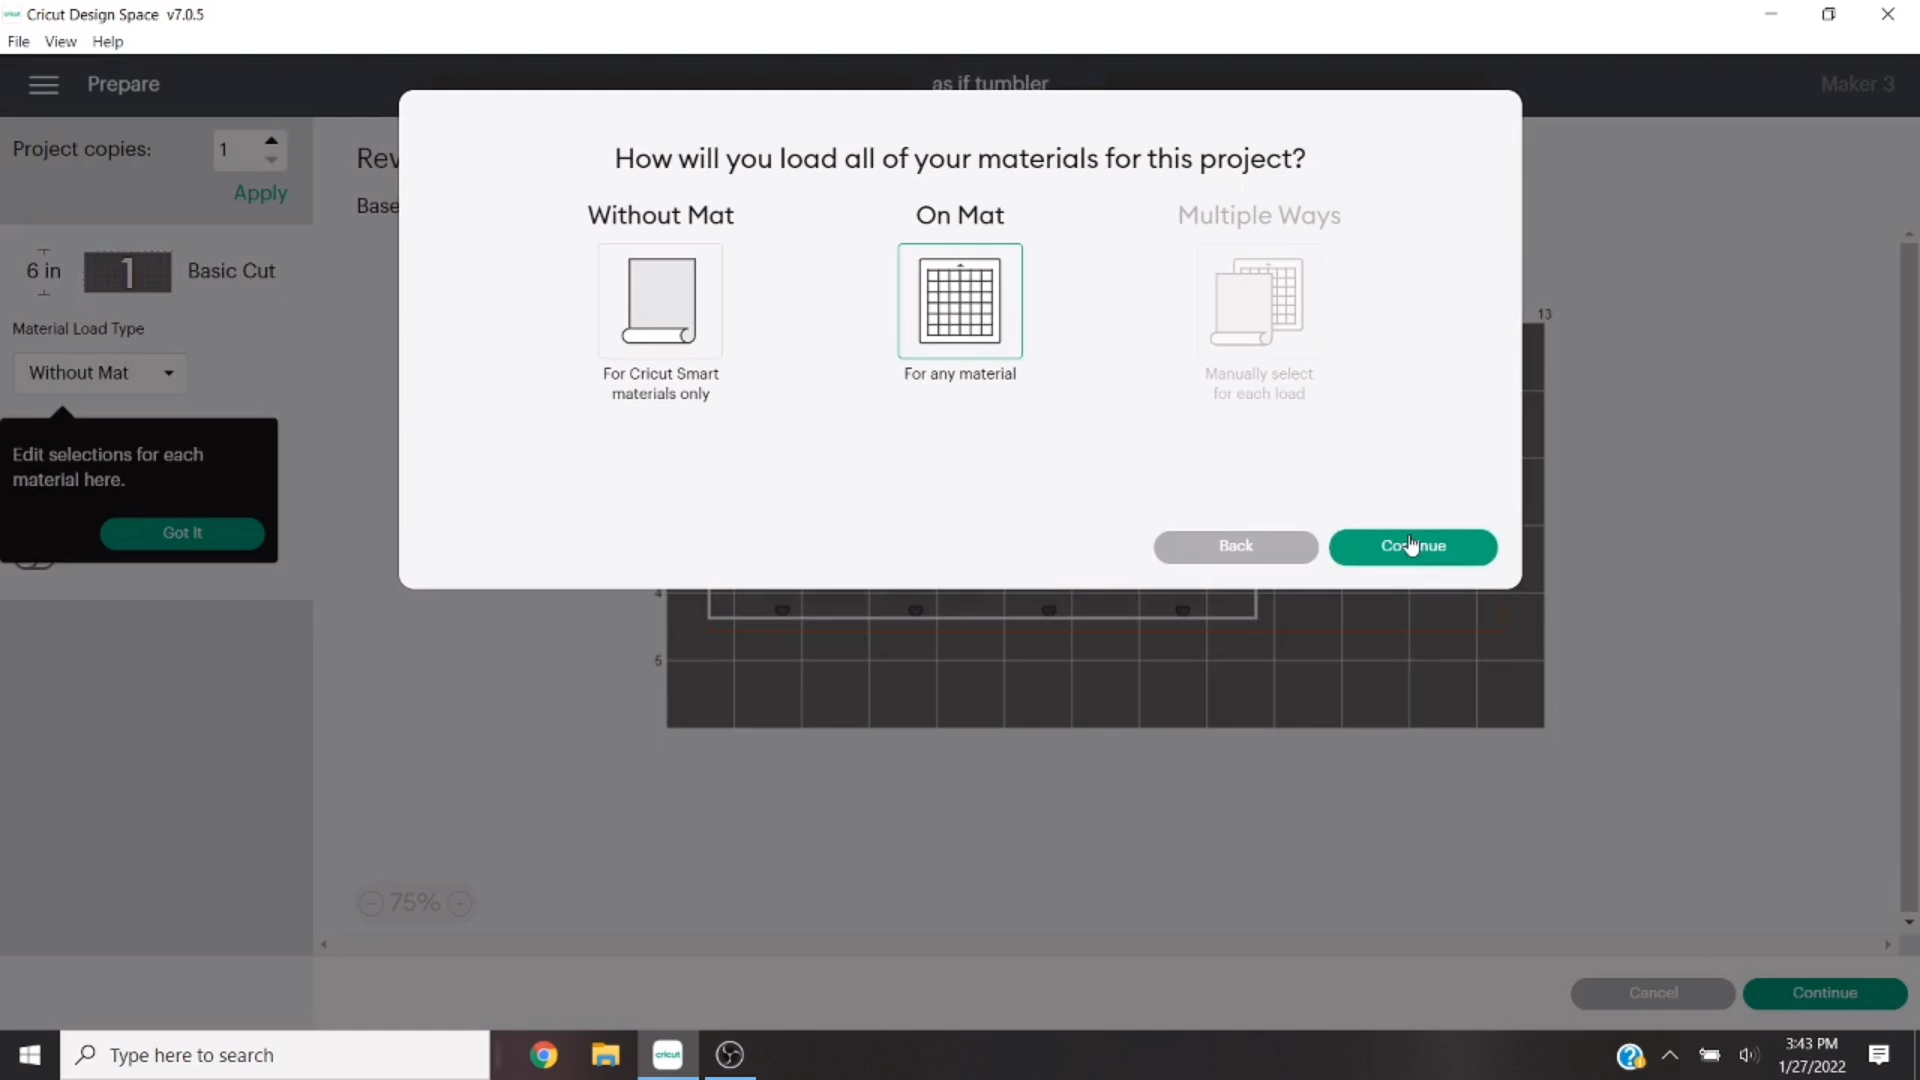 cricut Cricut Design Space v7.0.5
File View Help
Prepare
as if tumbler
Maker 3
Project copies:
1
Apply
6 in
1
Basic Cut
Material Load Type
Without Mat
Edit selections for each
material here.
Got It
Rev
Base
How will you load all of your materials for this project?
Without Mat
For Cricut Smart
materials only
On Mat
For any material
Multiple Ways
Manually select
for each load
Back
Continue
13
4
5
75%
Cancel
Continue
Type here to search
cricut
3:43 PM
1/27/2022